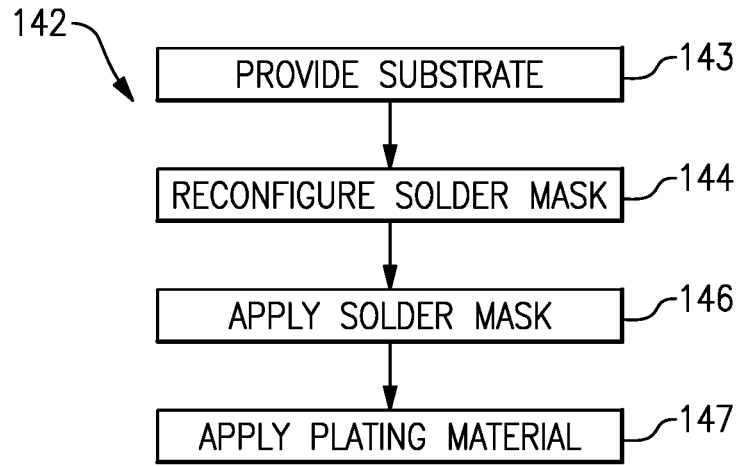 142
PROVIDE SUBSTRATE
143
RECONFIGURE SOLDER MASK
144
APPLY SOLDER MASK
146
APPLY PLATING MATERIAL
147